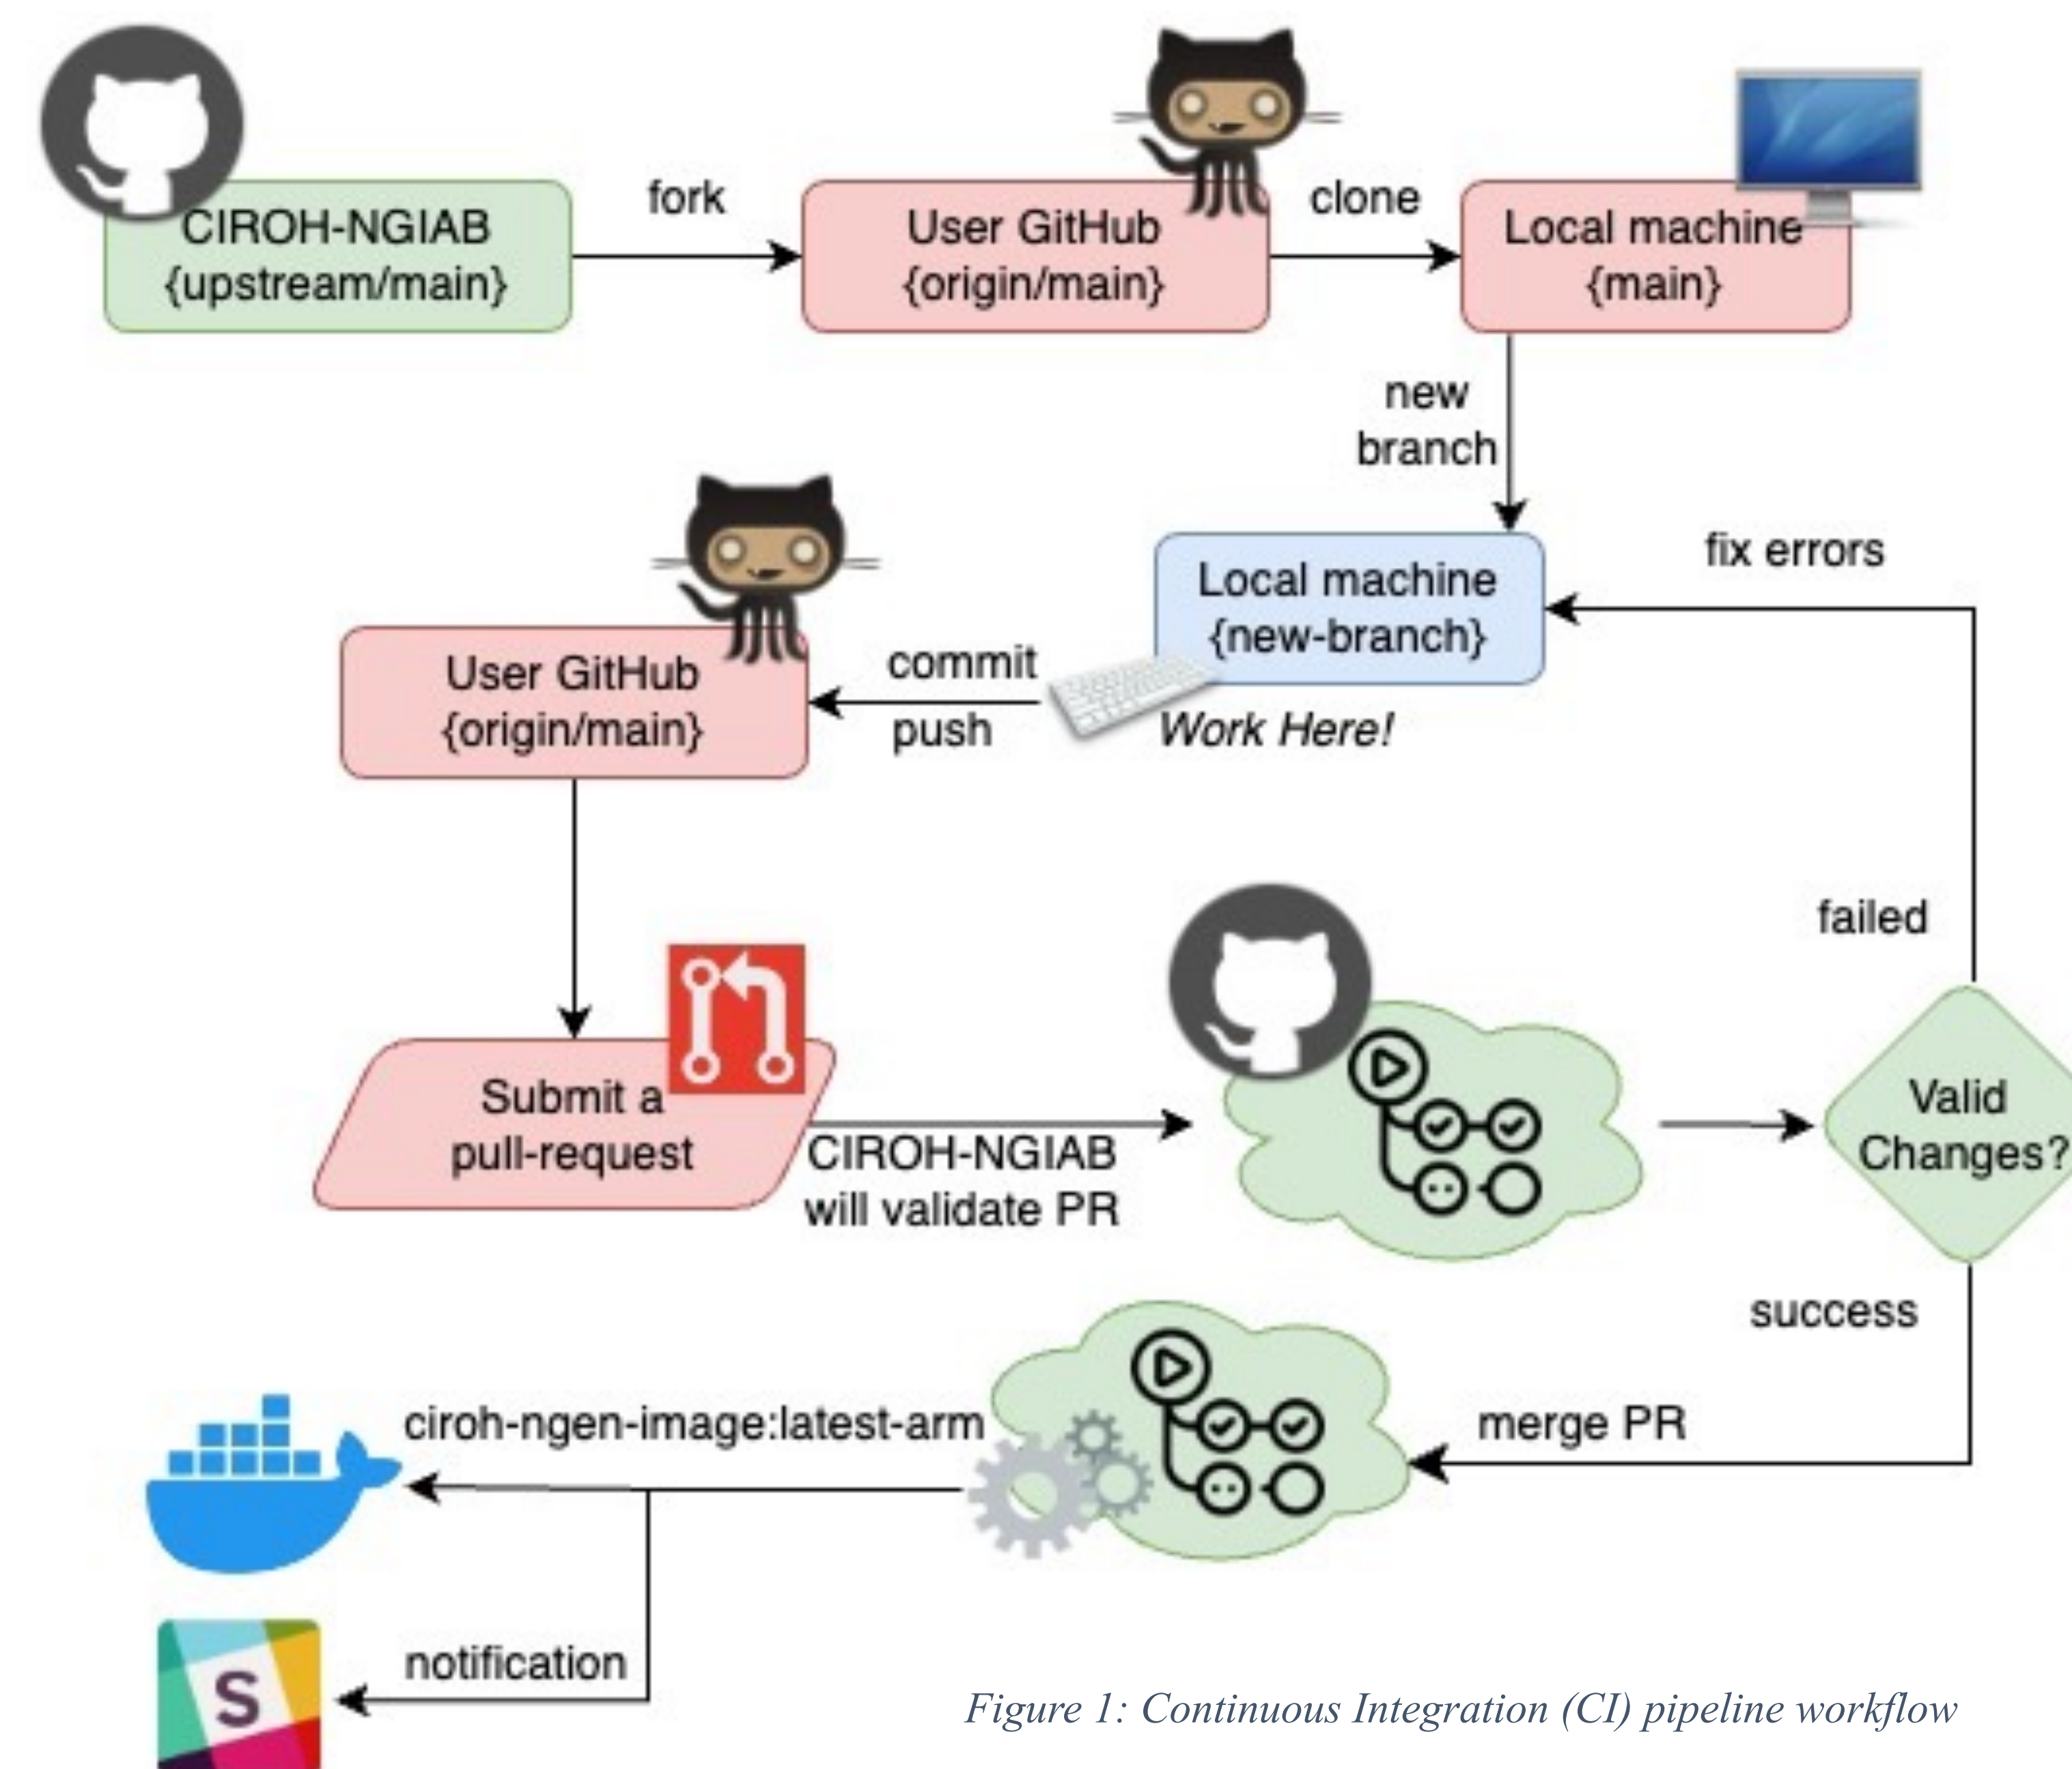 CIROH-NGIAB
{upstream/main}
fork
User GitHub
{origin/main}
clone
Local machine
{main}
new
branch
Local machine
{new-branch}
fix errors
Work Here!
commit
push
User GitHub
{origin/main}
Submit a
pull-request
CIROH-NGIAB
will validate PR
Valid
Changes?
failed
success
merge PR
ciroh-ngen-image:latest-arm
notification
S
Figure 1: Continuous Integration (CI) pipeline workflow